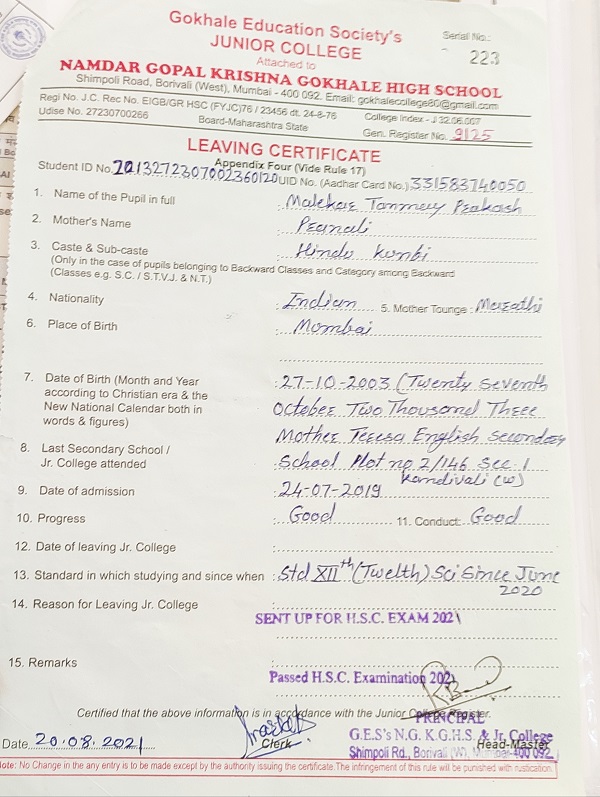 Gokhale Education Society's
JUNIOR COLLEGE
Serial No.:
223
Attached to
NAMDAR GOPAL KRISHNA GOKHALE HIGH SCHOOL
Shimpoli Road, Borivali (West), Mumbai - 400 092. Email: gokhalecollege80@gmail.com
Regi No. J.C. Rec No. EIGB/GR HSC (FYJC)76 / 23456 dt. 24-8-76 College Index - J 32.06.007
Udise No. 27230700266 Board-Maharashtra State Gen. Register No. 9125
LEAVING CERTIFICATE
Appendix Four (Vide Rule 17)
Student ID No. 2013272307002360120 UID No. (Aadhar Card No.) 331583740050
1. Name of the Pupil in full : Malekar Tanmay Prakash
2. Mother's Name : Pranali
3. Caste & Sub-caste : Hindu kunbi
(Only in the case of pupils belonging to Backward Classes and Category among Backward
(Classes e.g. S.C. / S.T.V.J. & N.T.)
4. Nationality : Indian 5. Mother Tounge : Marathi
6. Place of Birth : Mumbai
7. Date of Birth (Month and Year : 27-10-2003 (Twenty Seventh
according to Christian era & the October Two Thousand Three
New National Calendar both in
words & figures)
Mother Teresa English Secondary
8. Last Secondary School / School Plot no 2/146 Sec. 1
Jr. College attended Kandivali (w)
9. Date of admission : 24-07-2019
10. Progress : Good 11. Conduct: Good
12. Date of leaving Jr. College :
13. Standard in which studying and since when : Std XIIth (Twelth) Sci Since June
2020
14. Reason for Leaving Jr. College :
SENT UP FOR H.S.C. EXAM 2021
15. Remarks
Passed H.S.C. Examination 202
Certified that the above information is in accordance with the Junior College Register.
PRINCIPAL
Date 20.08.2021 Clerk G.E.S's N.G. K.G.H.S. & Jr. College
Head-Master
Shimpoli Rd., Borivali (W), Mumbai-400 092.
Note: No Change in the any entry is to be made except by the authority issuing the certificate.The infringement of this rule will be punished with rustication